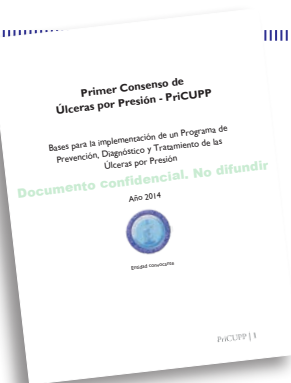 Primer Consenso de
Úlceras por Presión - PriCUPP
Bases para la implementación de un Programa de
Prevención, Diagnóstico y Tratamiento de las
Úlceras por Presión
Documento confidencial. No difundir
Año 2014
Entidad convocante
PriCUPP | 1